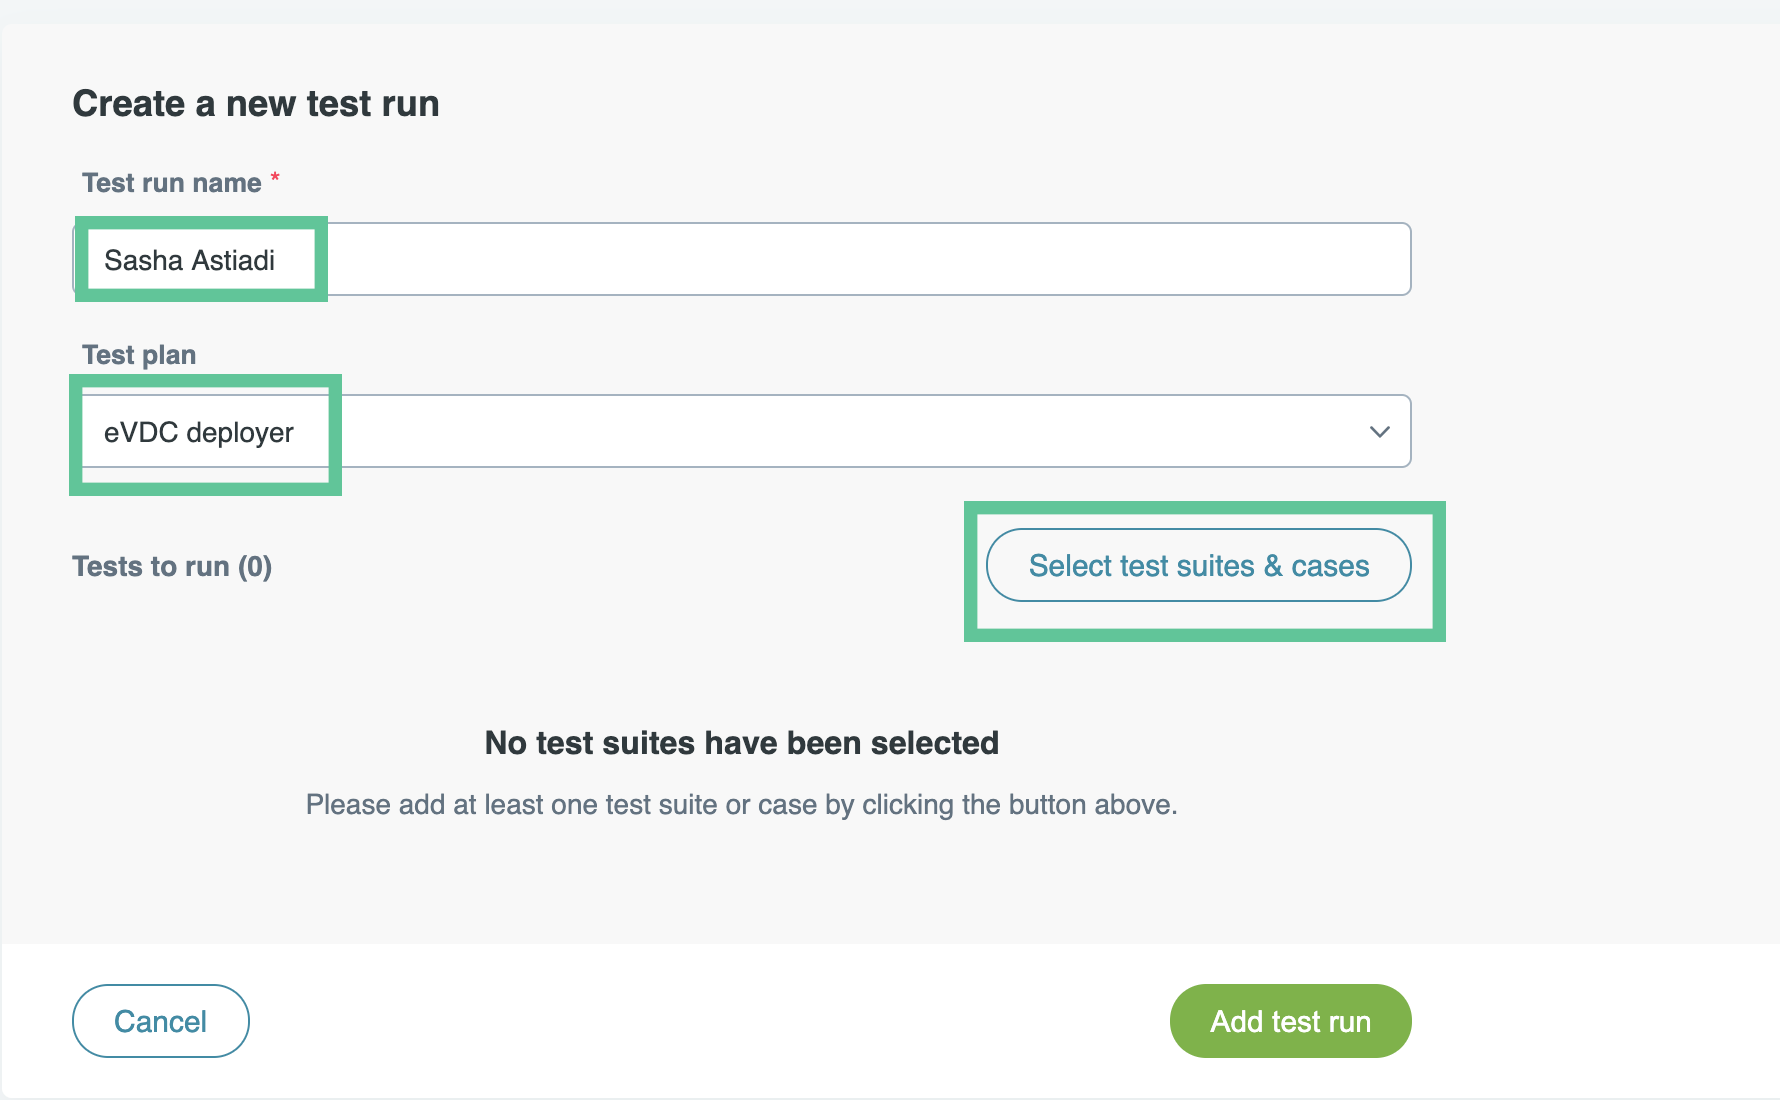 Create a new test run
Test run name *
Sasha Astiadi
Test plan
eVDC deployer
Tests to run (0)
Select test suites & cases
No test suites have been selected
Please add at least one test suite or case by clicking the button above.
Cancel
Add test run